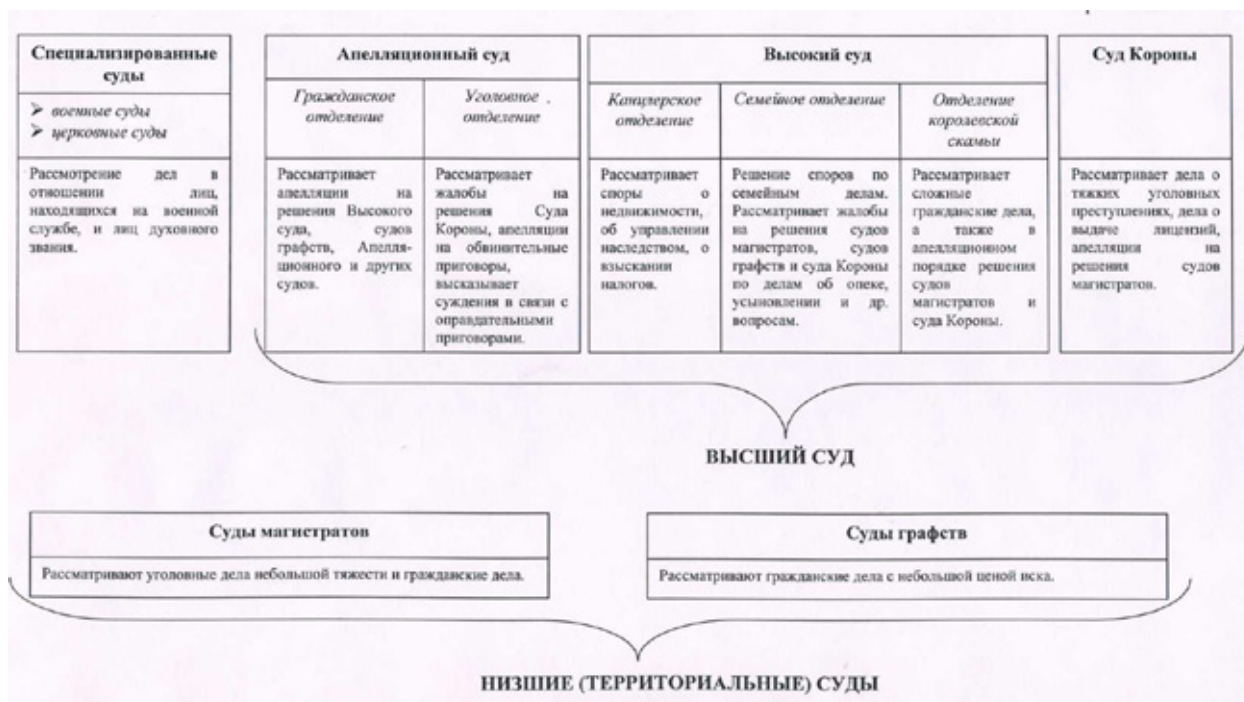 Специализированные
суды
➢ военные суды
➢ церковные суды
Рассмотрение дел в
отношении лиц,
находящихся на военной
службе, и лиц духовного
звания.
Апелляционный суд
Гражданское
отделение
Рассматривает
апелляции на
решения Высокого
суда, судов
графств, Апелля-
ционного и других
судов.
Уголовное
отделение
Рассматривает
жалобы на
решения Суда
Короны, апелляции
на обвинительные
приговоры,
высказывает
суждения в связи с
оправдательными
приговорами.
Высокий суд
Канцлерское
отделение
Рассматривает
споры о
недвижимости,
об управлении
наследством, о
взыскании
налогов.
Семейное отделение
Решение споров по
семейным делам.
Рассматривает жалобы
на решения судов
магистратов, судов
графств и суда Короны
по делам об опеке,
усыновлении и др.
вопросам.
Отделение
королевской
скамьи
Рассматривает
сложные
гражданские дела,
а также в
апелляционном
порядке решения
судов
магистратов и
суда Короны.
Суд Короны
Рассматривает дела о
тяжких уголовных
преступлениях, дела о
выдаче лицензий,
апелляции на
решения судов
магистратов.
ВЫСШИЙ СУД
Суды магистратов
Рассматривают уголовные дела небольшой тяжести и гражданские дела.
Суды графств
Рассматривают гражданские дела с небольшой ценой иска.
НИЗШИЕ (ТЕРРИТОРИАЛЬНЫЕ) СУДЫ